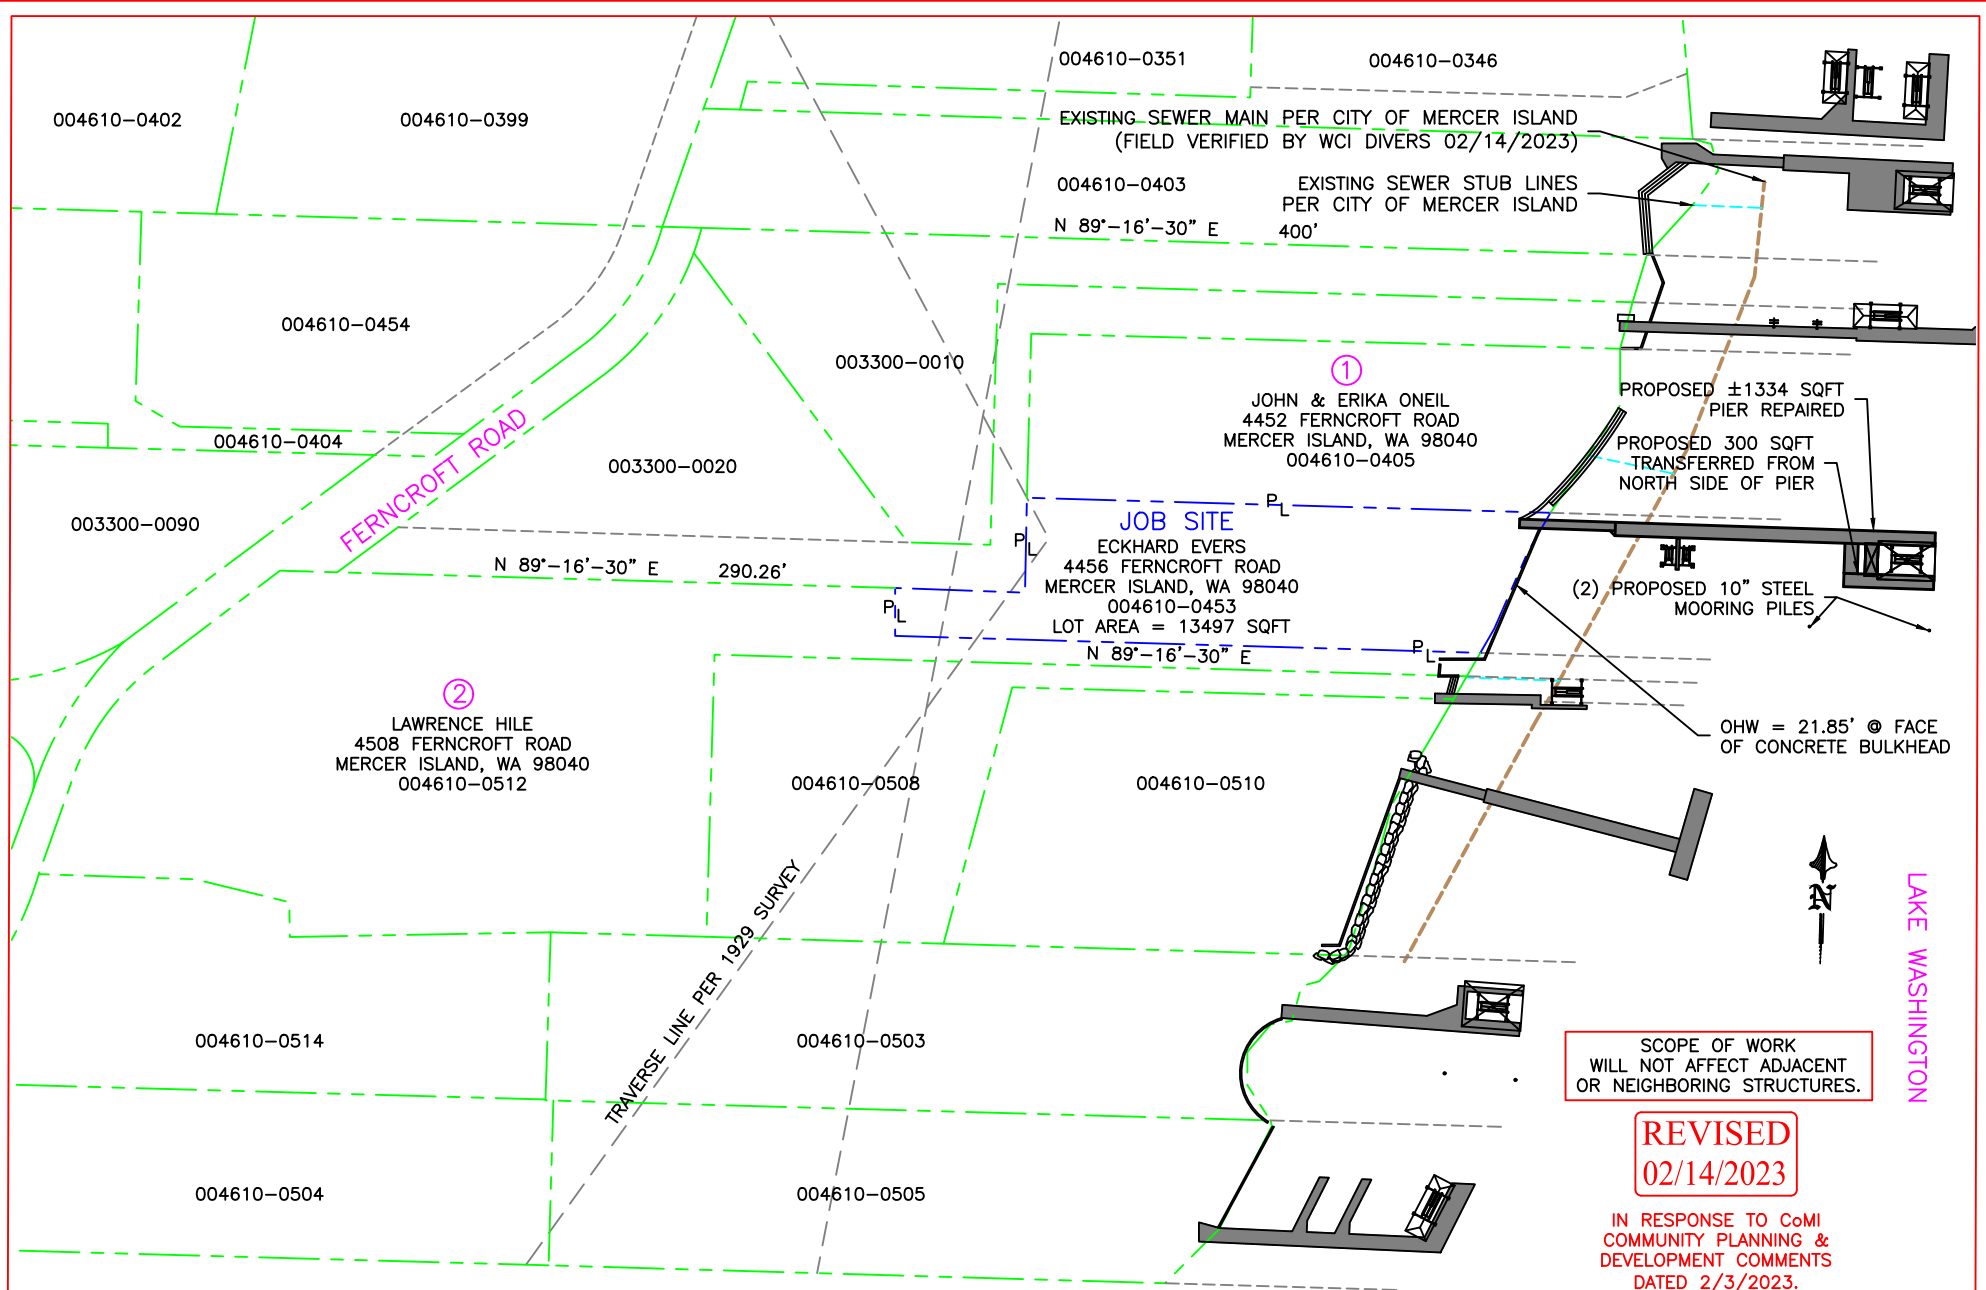 004610-0351
004610-0346
004610-0402
004610-0399
EXISTING SEWER MAIN PER CITY OF MERCER ISLAND
(FIELD VERIFIED BY WCI DIVERS 02/14/2023)
004610-0403
EXISTING SEWER STUB LINES
PER CITY OF MERCER ISLAND
N 89°-16'-30" E 400'
004610-0454
003300-0010
1
JOHN & ERIKA ONEIL
4452 FERNCROFT ROAD
MERCER ISLAND, WA 98040
004610-0405
PROPOSED ±1334 SQFT
PIER REPAIRED
PROPOSED 300 SQFT
TRANSFERRED FROM
NORTH SIDE OF PIER
004610-0404
FERNCROFT ROAD
003300-0020
003300-0090
PL
JOB SITE
ECKHARD EVERS
4456 FERNCROFT ROAD
MERCER ISLAND, WA 98040
004610-0453
LOT AREA = 13497 SQFT
PL
N 89°-16'-30" E 290.26'
PL
N 89°-16'-30" E
PL
(2) PROPOSED 10" STEEL
MOORING PILES
2
LAWRENCE HILE
4508 FERNCROFT ROAD
MERCER ISLAND, WA 98040
004610-0512
OHW = 21.85' @ FACE
OF CONCRETE BULKHEAD
004610-0508
004610-0510
N
LAKE WASHINGTON
TRAVERSE LINE PER 1929 SURVEY
004610-0514
004610-0503
SCOPE OF WORK
WILL NOT AFFECT ADJACENT
OR NEIGHBORING STRUCTURES.
REVISED
02/14/2023
004610-0504
004610-0505
IN RESPONSE TO CoMI
COMMUNITY PLANNING &
DEVELOPMENT COMMENTS
DATED 2/3/2023.